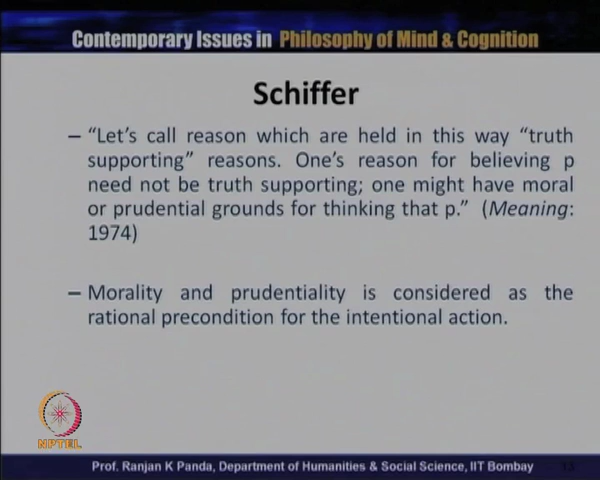 Contemporary Issues in Philosophy of Mind & Cognition
Schiffer
– “Let’s call reason which are held in this way “truth
supporting” reasons. One’s reason for believing p
need not be truth supporting; one might have moral
or prudential grounds for thinking that p.” (Meaning:
1974)
– Morality and prudentiality is considered as the
rational precondition for the intentional action.
NPTEL
Prof. Ranjan K Panda, Department of Humanities & Social Science, IIT Bombay